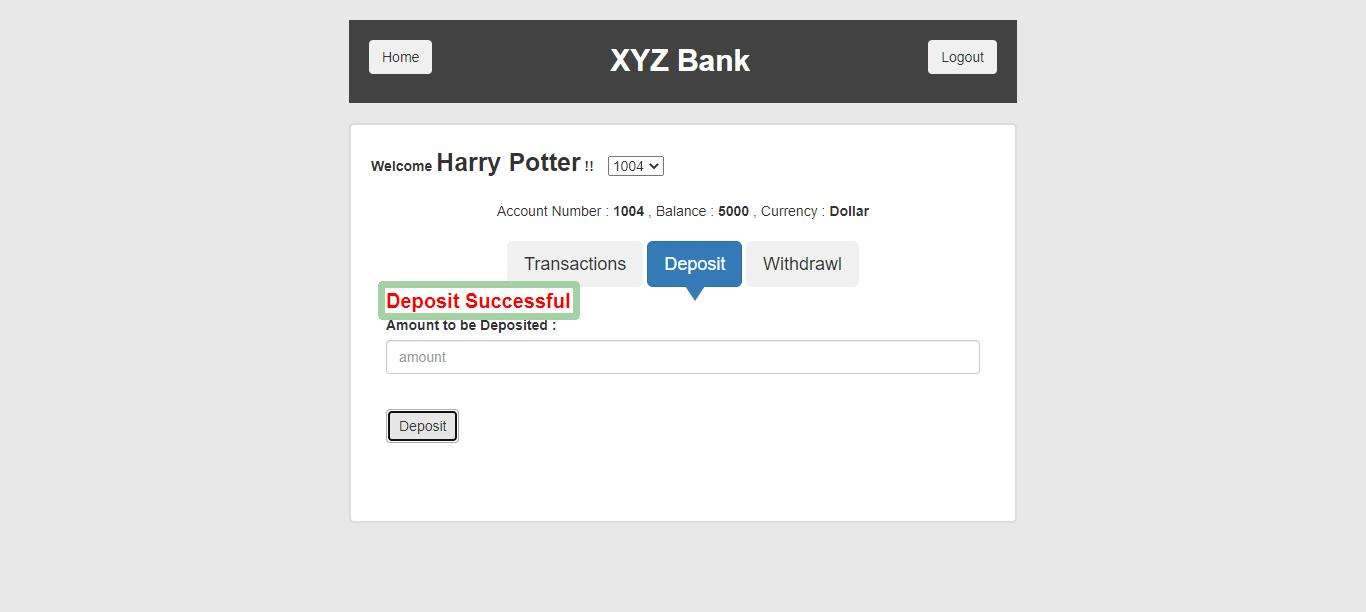 Home XYZ Bank Logout
Welcome Harry Potter !! 1004
Account Number : 1004 , Balance : 5000 , Currency : Dollar
Transactions Deposit Withdrawl
Deposit Successful
Amount to be Deposited :
amount
Deposit